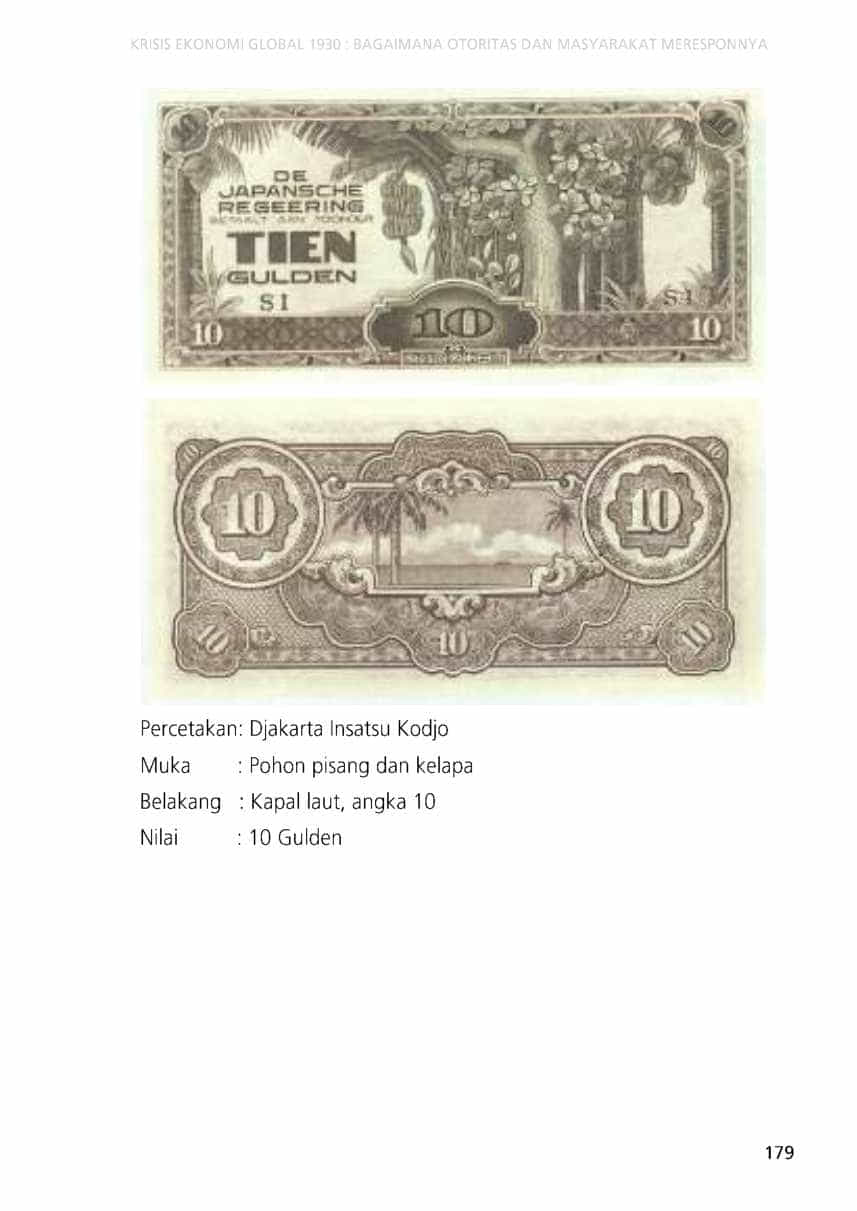 KRISIS EKONOMI GLOBAL 1930 : BAGAIMANA OTORITAS DAN MASYARAKAT MERESPONNYA
10
10
DE
JAPANSCHE
REGEERING
BETAALT AAN TOONDER
TIEN
GULDEN
SI
SI
10
10
10
10
10
10
10
10
10
10
Percetakan: Djakarta Insatsu Kodjo
Muka : Pohon pisang dan kelapa
Belakang : Kapal laut, angka 10
Nilai : 10 Gulden
179